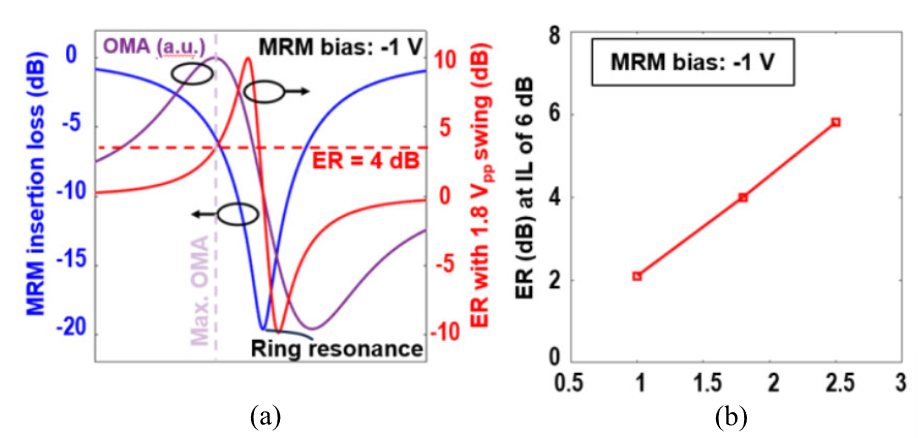 OMA (a.u.)
MRM bias: -1 V
0
-5
-10
-15
-20
MRM insertion loss (dB)
10
5
0
-5
-10
ER with 1.8 Vpp swing (dB)
ER = 4 dB
Max. OMA
Ring resonance
(a)
MRM bias: -1 V
8
6
4
2
0
ER (dB) at IL of 6 dB
0.5 1 1.5 2 2.5 3
(b)